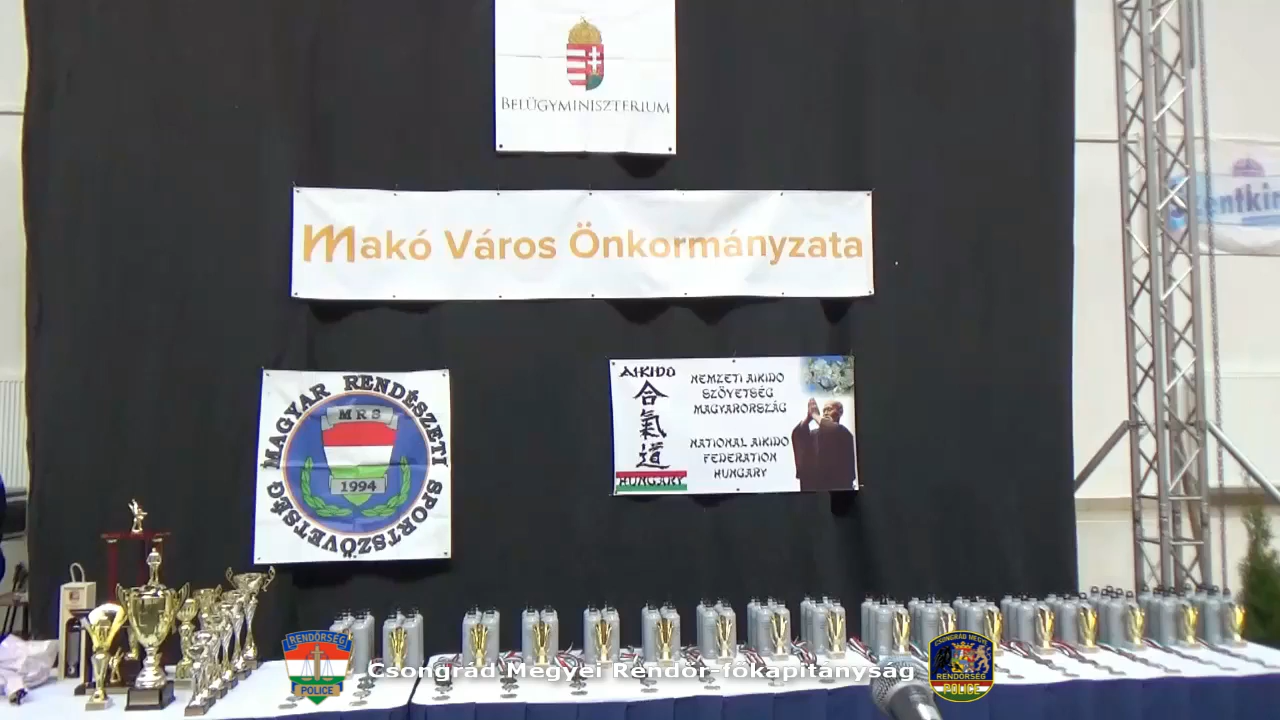 BELÜGYMINISZTERIUM
Makó Város Önkormányzata
MAGYAR RENDÉSZETI SPORTSZÖVETSÉG
MRS
1994
AIKIDO
合氣道
HUNGARY
NEMZETI AIKIDO
SZÖVETSÉG
MAGYARORSZÁG
NATIONAL AIKIDO
FEDERATION
HUNGARY
RENDŐRSÉG
POLICE
Csongrád Megyei Rendőr-főkapitányság
CSONGRÁD MEGYEI
RENDŐRSÉG
POLICE